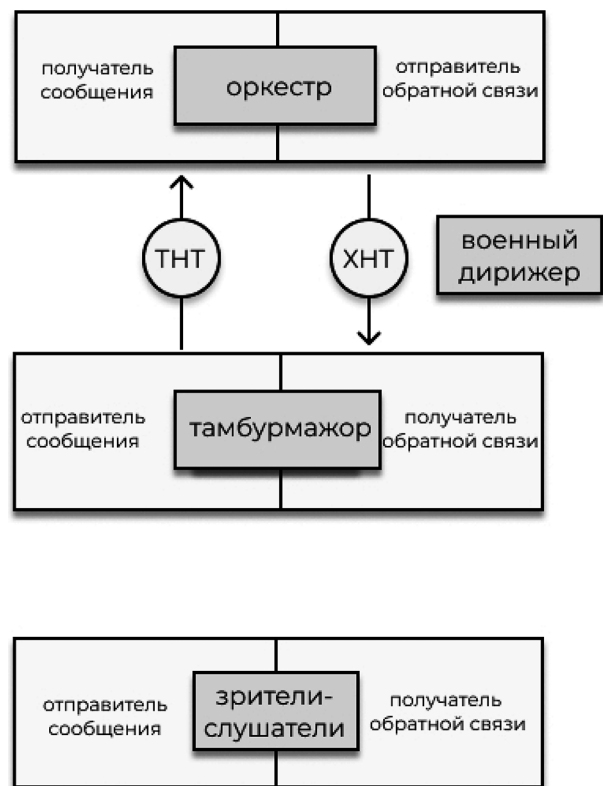 получатель
сообщения
оркестр
отправитель
обратной связи
ТНТ
ХНТ
военный
дирижер
отправитель
сообщения
тамбурмажор
получатель
обратной связи
отправитель
сообщения
зрители-
слушатели
получатель
обратной связи